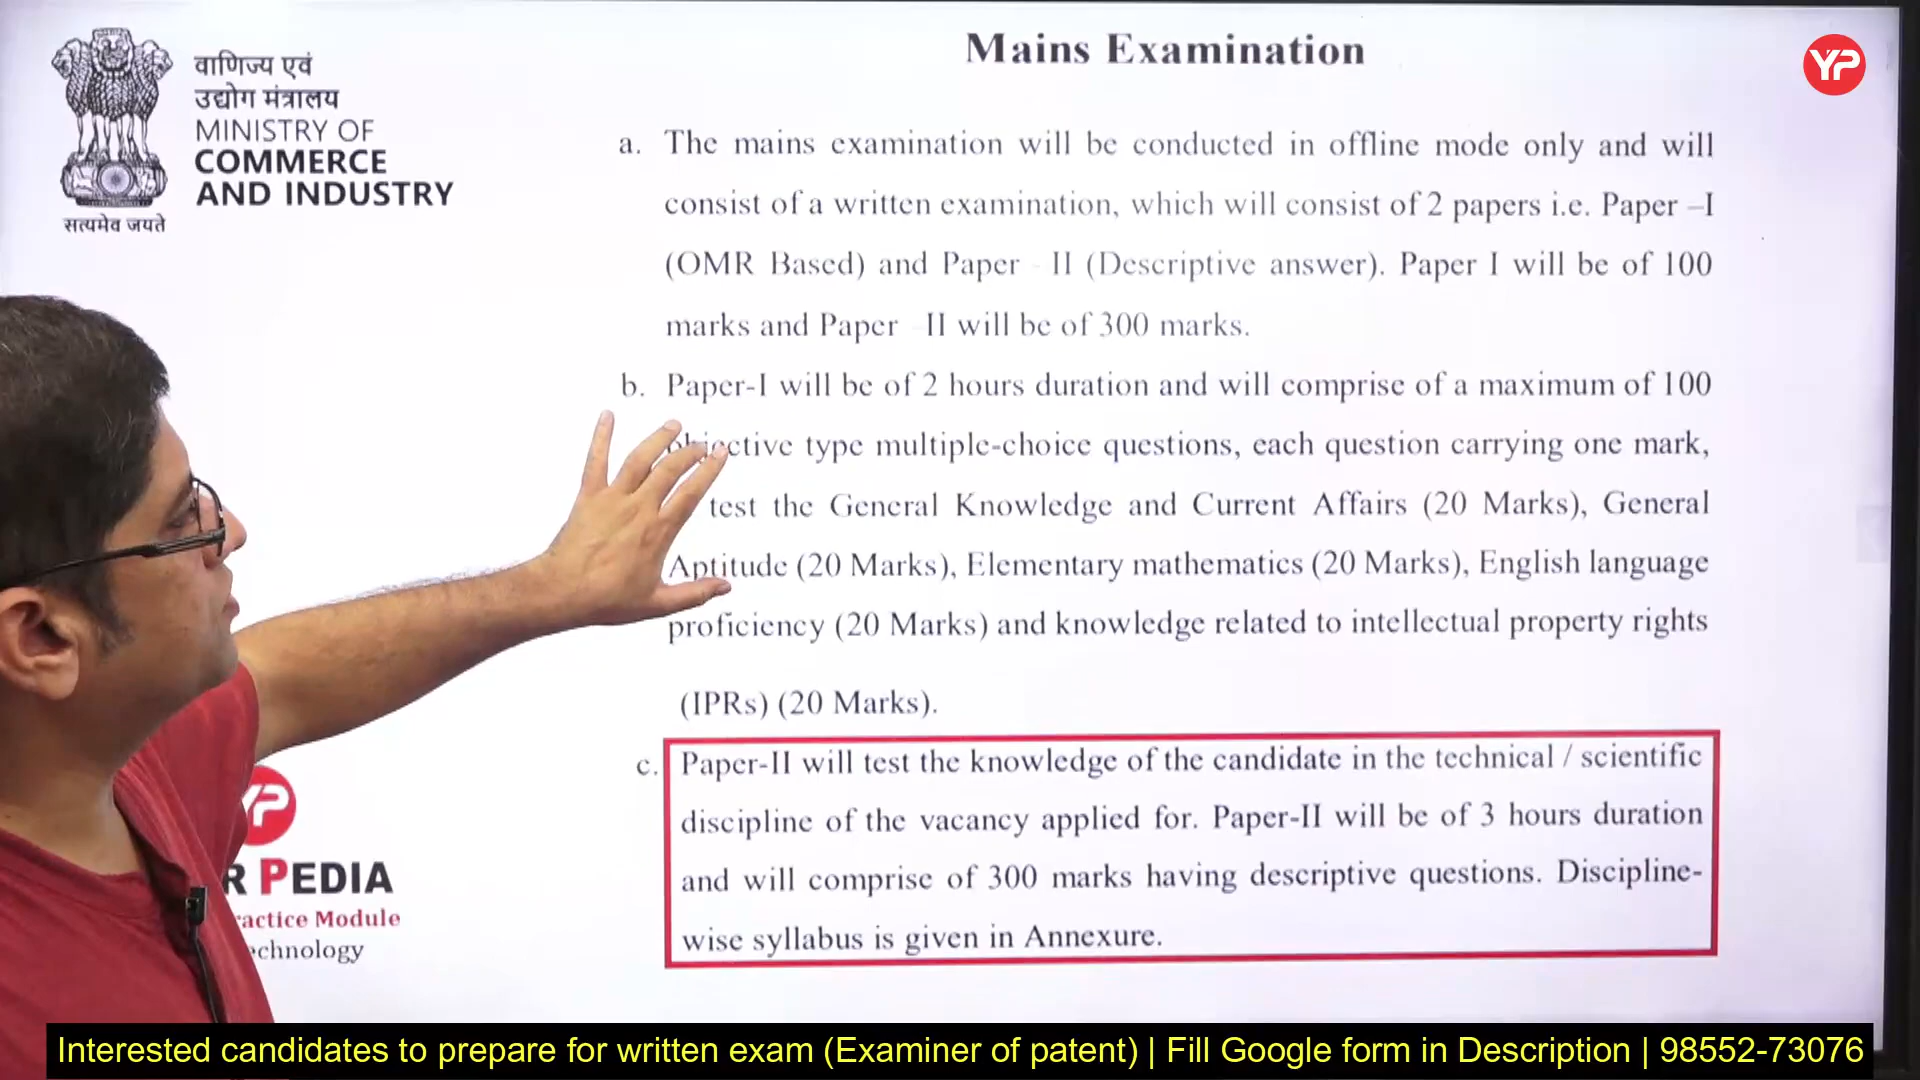 वाणिज्य एवं
उद्योग मंत्रालय
MINISTRY OF
COMMERCE
AND INDUSTRY
सत्यमेव जयते
Mains Examination
YP
a. The mains examination will be conducted in offline mode only and will
consist of a written examination, which will consist of 2 papers i.e. Paper –I
(OMR Based) and Paper - II (Descriptive answer). Paper I will be of 100
marks and Paper II will be of 300 marks.
b. Paper-I will be of 2 hours duration and will comprise of a maximum of 100
objective type multiple-choice questions, each question carrying one mark,
test the General Knowledge and Current Affairs (20 Marks), General
Aptitude (20 Marks), Elementary mathematics (20 Marks), English language
proficiency (20 Marks) and knowledge related to intellectual property rights
(IPRs) (20 Marks).
c. Paper-II will test the knowledge of the candidate in the technical / scientific
discipline of the vacancy applied for. Paper-II will be of 3 hours duration
and will comprise of 300 marks having descriptive questions. Discipline-
wise syllabus is given in Annexure.
YP
R PEDIA
actice Module
echnology
Interested candidates to prepare for written exam (Examiner of patent) | Fill Google form in Description | 98552-73076